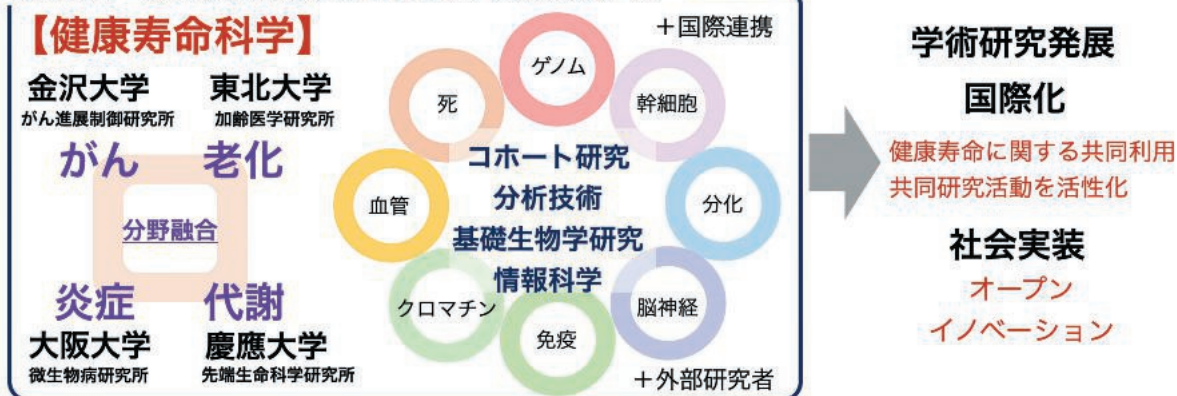 【健康寿命科学】
金沢大学
がん進展制御研究所
東北大学
加齢医学研究所
がん
老化
分野融合
炎症
代謝
大阪大学
微生物病研究所
慶應大学
先端生命科学研究所
＋国際連携
ゲノム
幹細胞
分化
脳神経
免疫
クロマチン
血管
死
コホート研究
分析技術
基礎生物学研究
情報科学
＋外部研究者
学術研究発展
国際化
健康寿命に関する共同利用
共同研究活動を活性化
社会実装
オープン
イノベーション